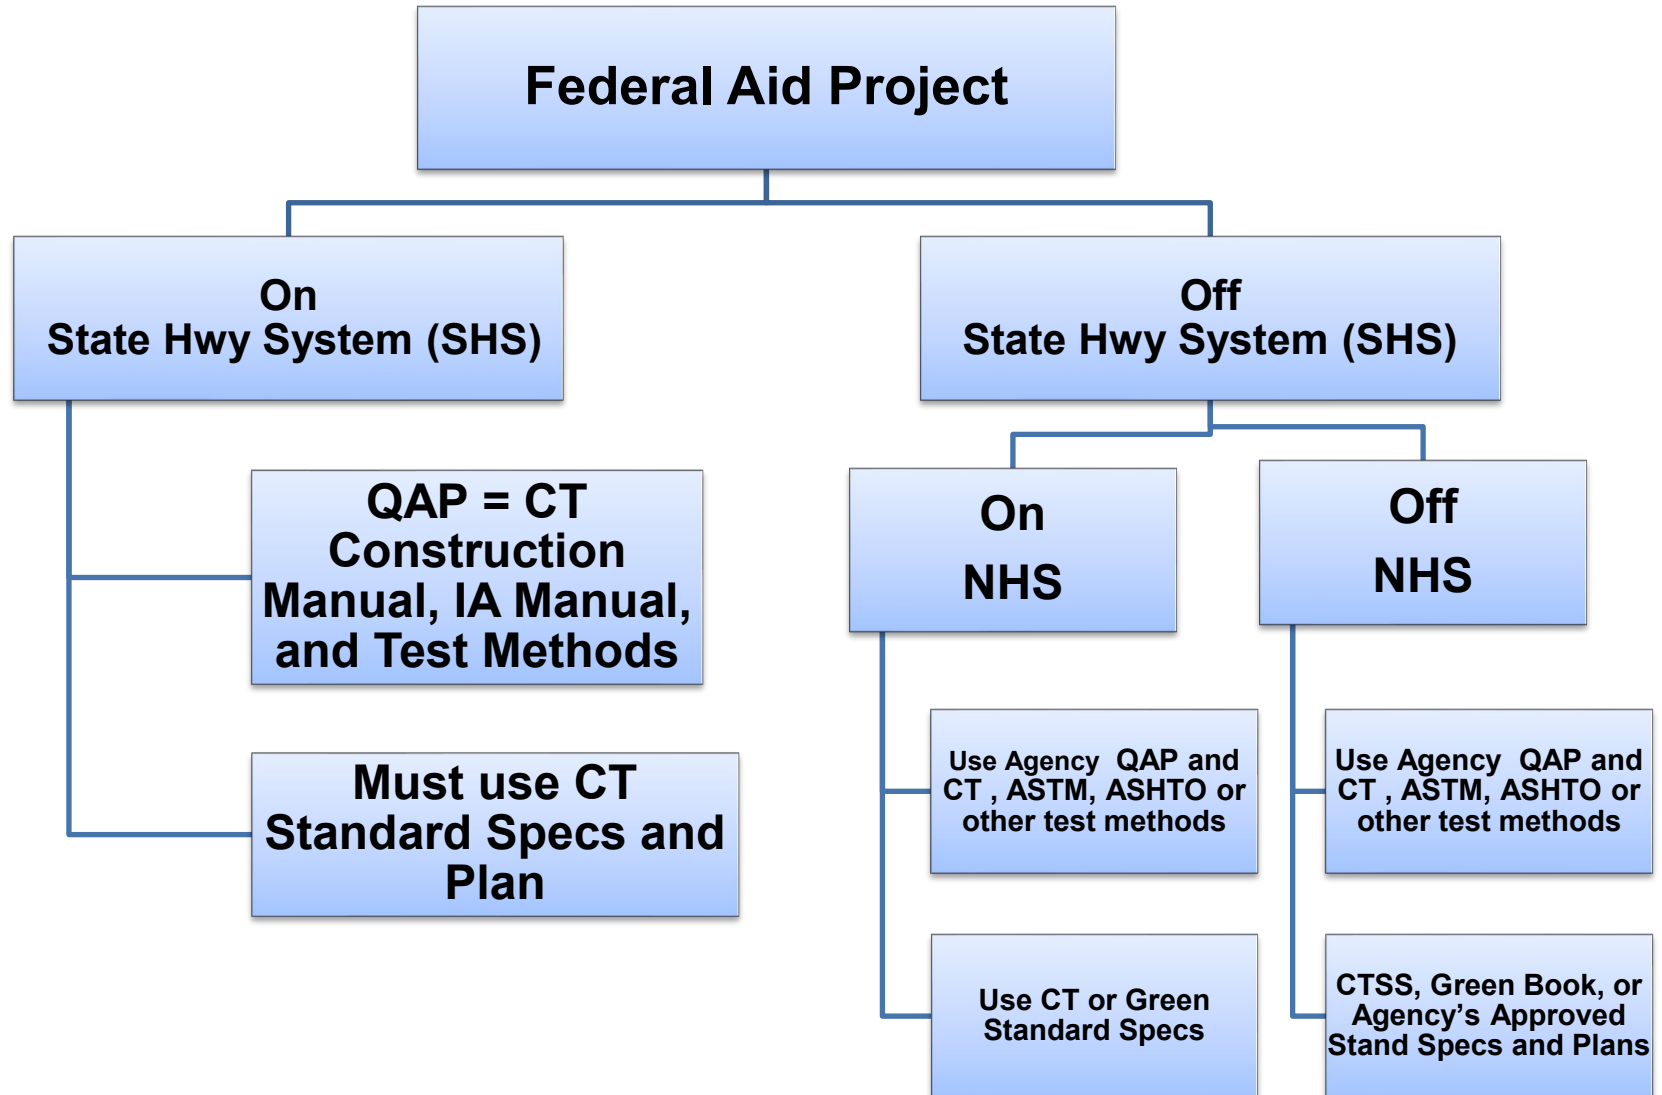 Federal Aid Project
On
State Hwy System (SHS)
Off
State Hwy System (SHS)
QAP = CT
Construction
Manual, IA Manual,
and Test Methods
Must use CT
Standard Specs and
Plan
On
NHS
Off
NHS
Use Agency QAP and
CT , ASTM, ASHTO or
other test methods
Use Agency QAP and
CT , ASTM, ASHTO or
other test methods
Use CT or Green
Standard Specs
CTSS, Green Book, or
Agency's Approved
Stand Specs and Plans